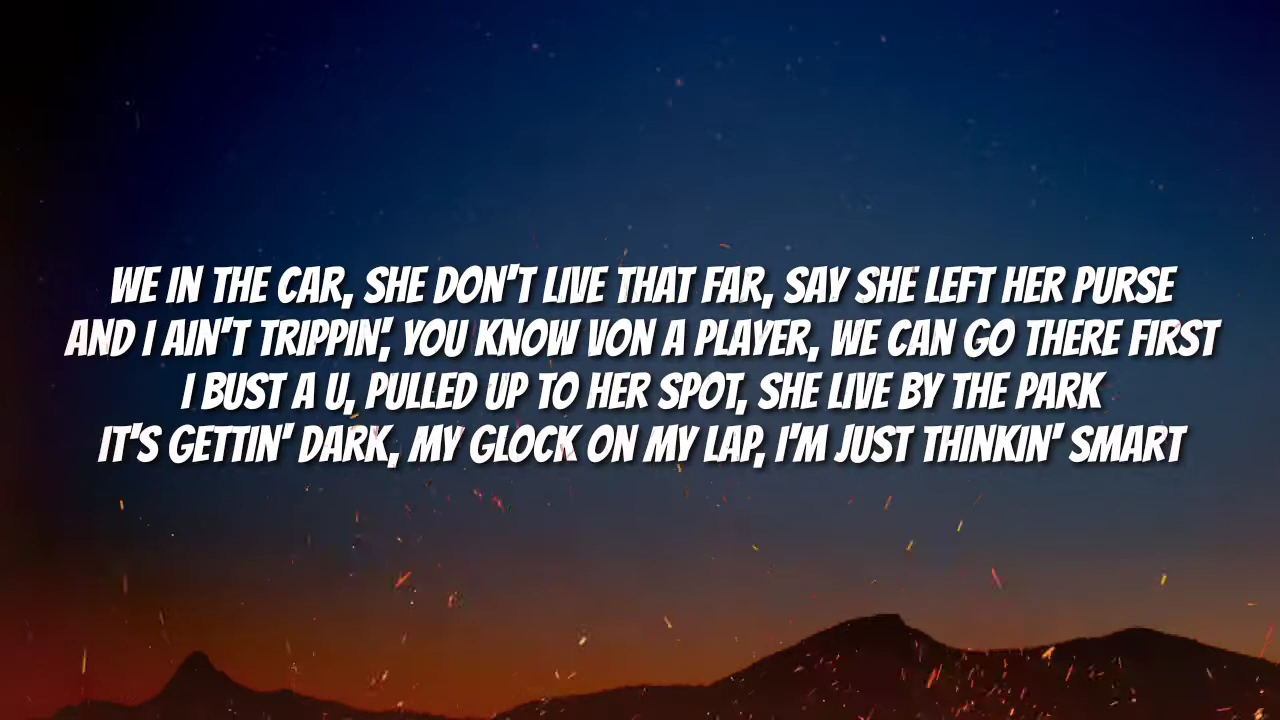 WE IN THE CAR, SHE DON'T LIVE THAT FAR, SAY SHE LEFT HER PURSE
AND I AIN'T TRIPPIN', YOU KNOW VON A PLAYER, WE CAN GO THERE FIRST
I BUST A U, PULLED UP TO HER SPOT, SHE LIVE BY THE PARK
IT'S GETTIN' DARK, MY GLOCK ON MY LAP, I'M JUST THINKIN' SMART